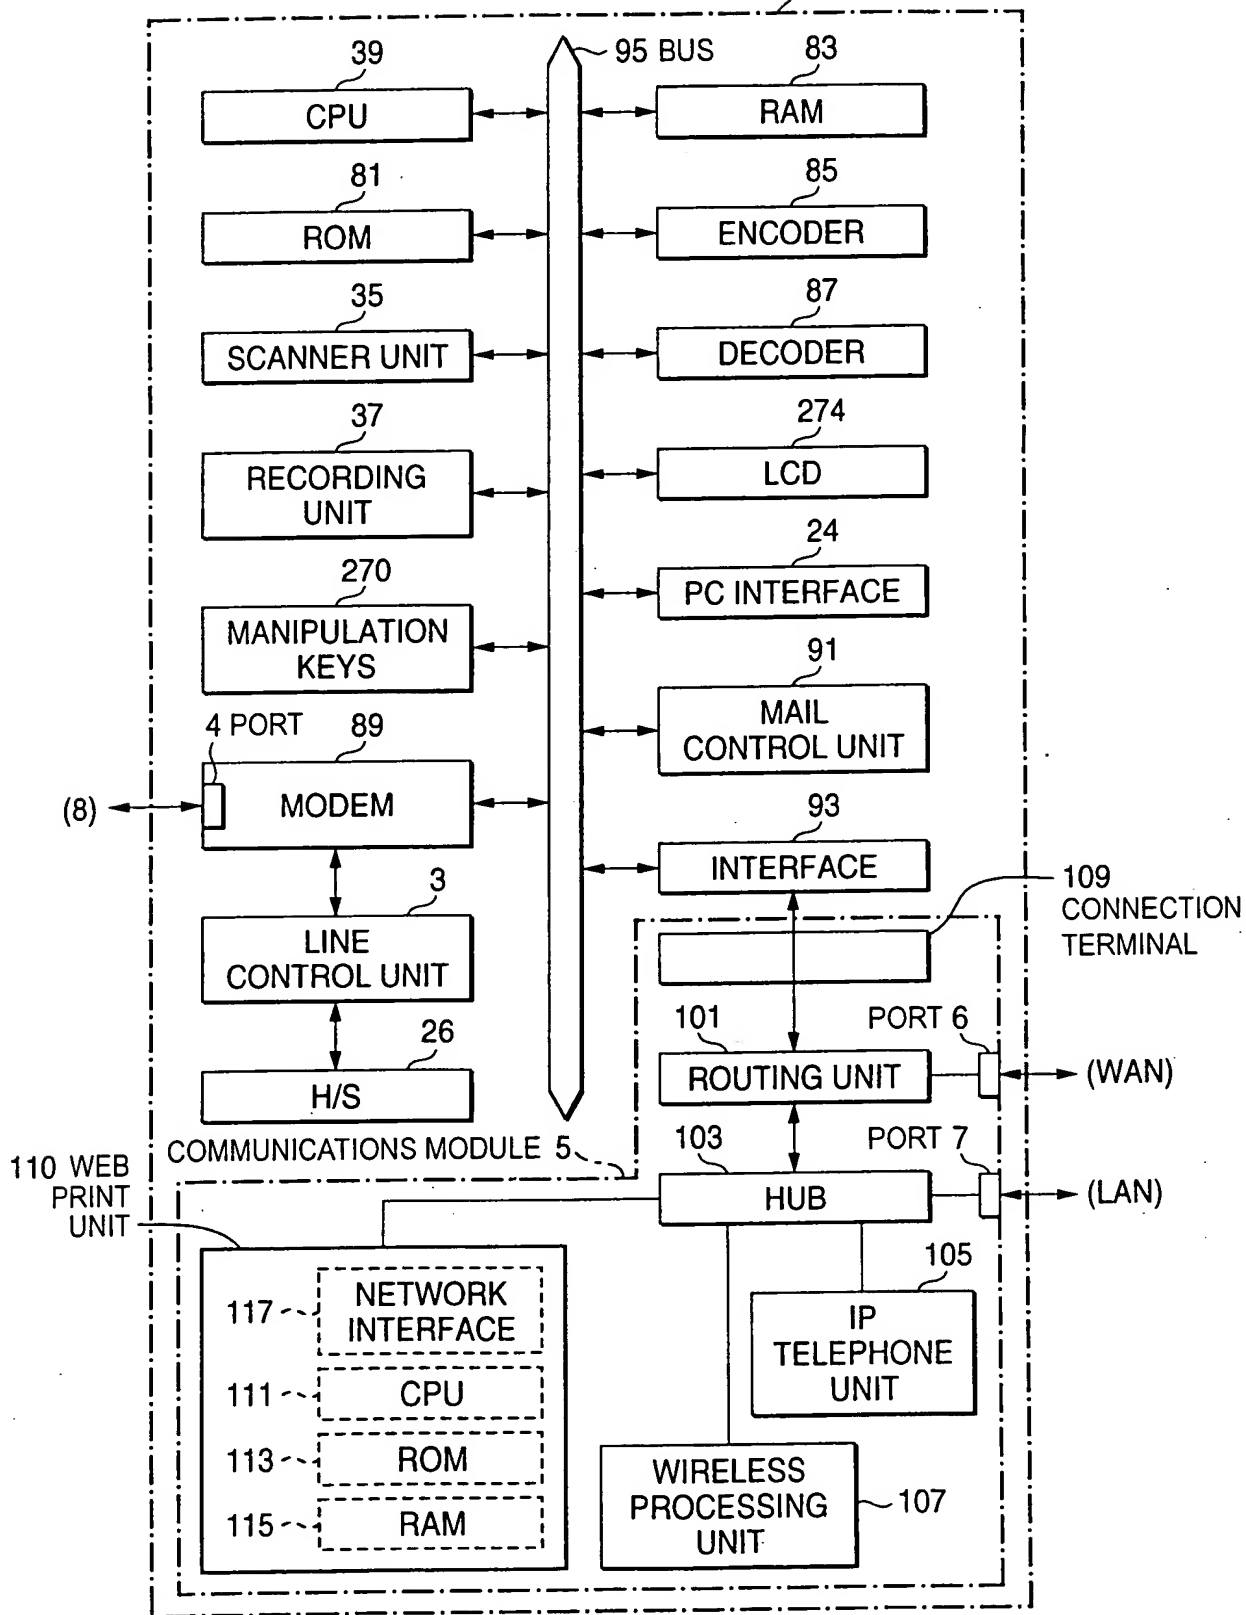 39
CPU
81
ROM
35
SCANNER UNIT
37
RECORDING
UNIT
270
MANIPULATION
KEYS
4 PORT
89
MODEM
(8)
3
LINE
CONTROL UNIT
26
H/S
95 BUS
83
RAM
85
ENCODER
87
DECODER
274
LCD
24
PC INTERFACE
91
MAIL
CONTROL UNIT
93
INTERFACE
109
CONNECTION
TERMINAL
101
PORT 6
ROUTING UNIT
(WAN)
COMMUNICATIONS MODULE 5
103
PORT 7
HUB
(LAN)
110 WEB
PRINT
UNIT
117
NETWORK
INTERFACE
111
CPU
113
ROM
115
RAM
105
IP
TELEPHONE
UNIT
WIRELESS
PROCESSING
UNIT
107